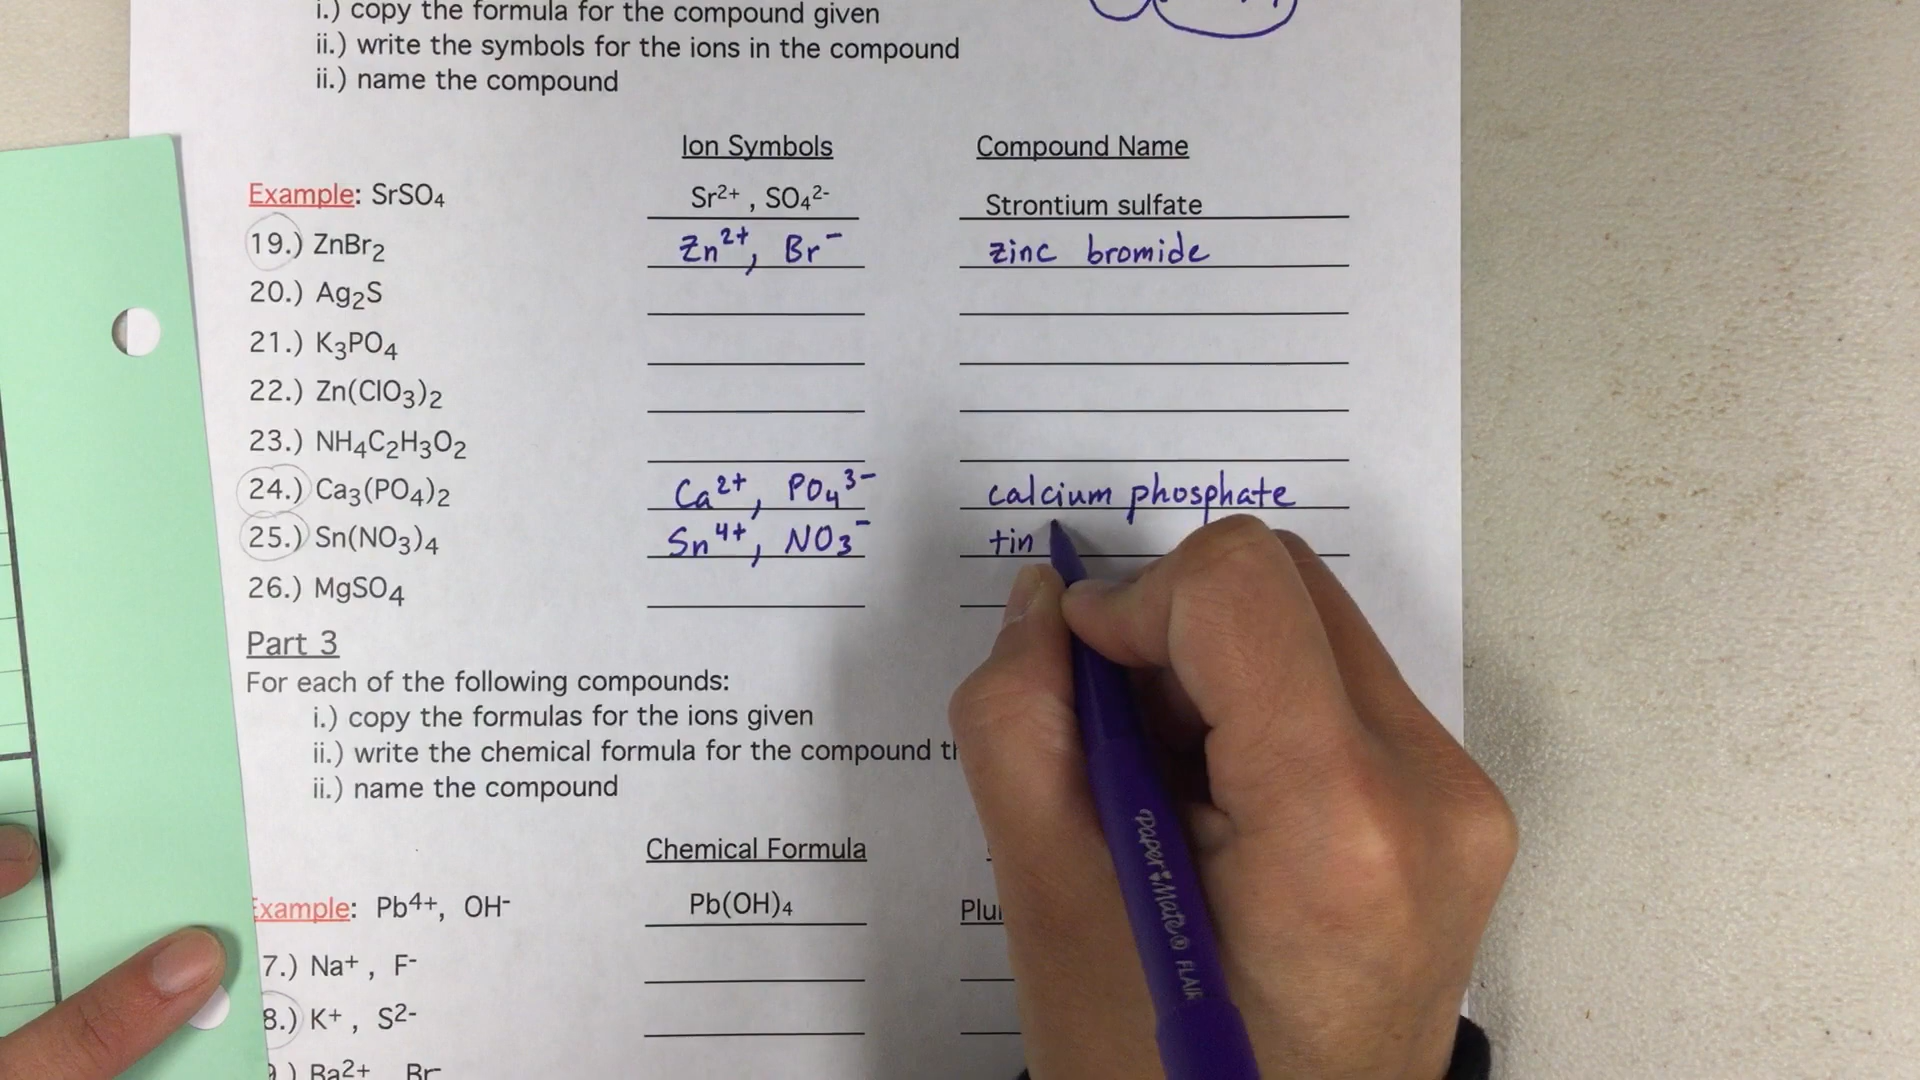 i.) copy the formula for the compound given
ii.) write the symbols for the ions in the compound
ii.) name the compound
Ion Symbols Compound Name
Example: SrSO4 Sr2+ , SO42- Strontium sulfate
19.) ZnBr2 Zn2+, Br- zinc bromide
20.) Ag2S
21.) K3PO4
22.) Zn(ClO3)2
23.) NH4C2H3O2
24.) Ca3(PO4)2 Ca2+, PO43- calcium phosphate
25.) Sn(NO3)4 Sn4+, NO3- tin
26.) MgSO4
Part 3
For each of the following compounds:
i.) copy the formulas for the ions given
ii.) write the chemical formula for the compound
ii.) name the compound
Chemical Formula
Example: Pb4+, OH- Pb(OH)4
7.) Na+ , F-
8.) K+ , S2-
Ba2+ Br-
Paper Mate® FLAIR